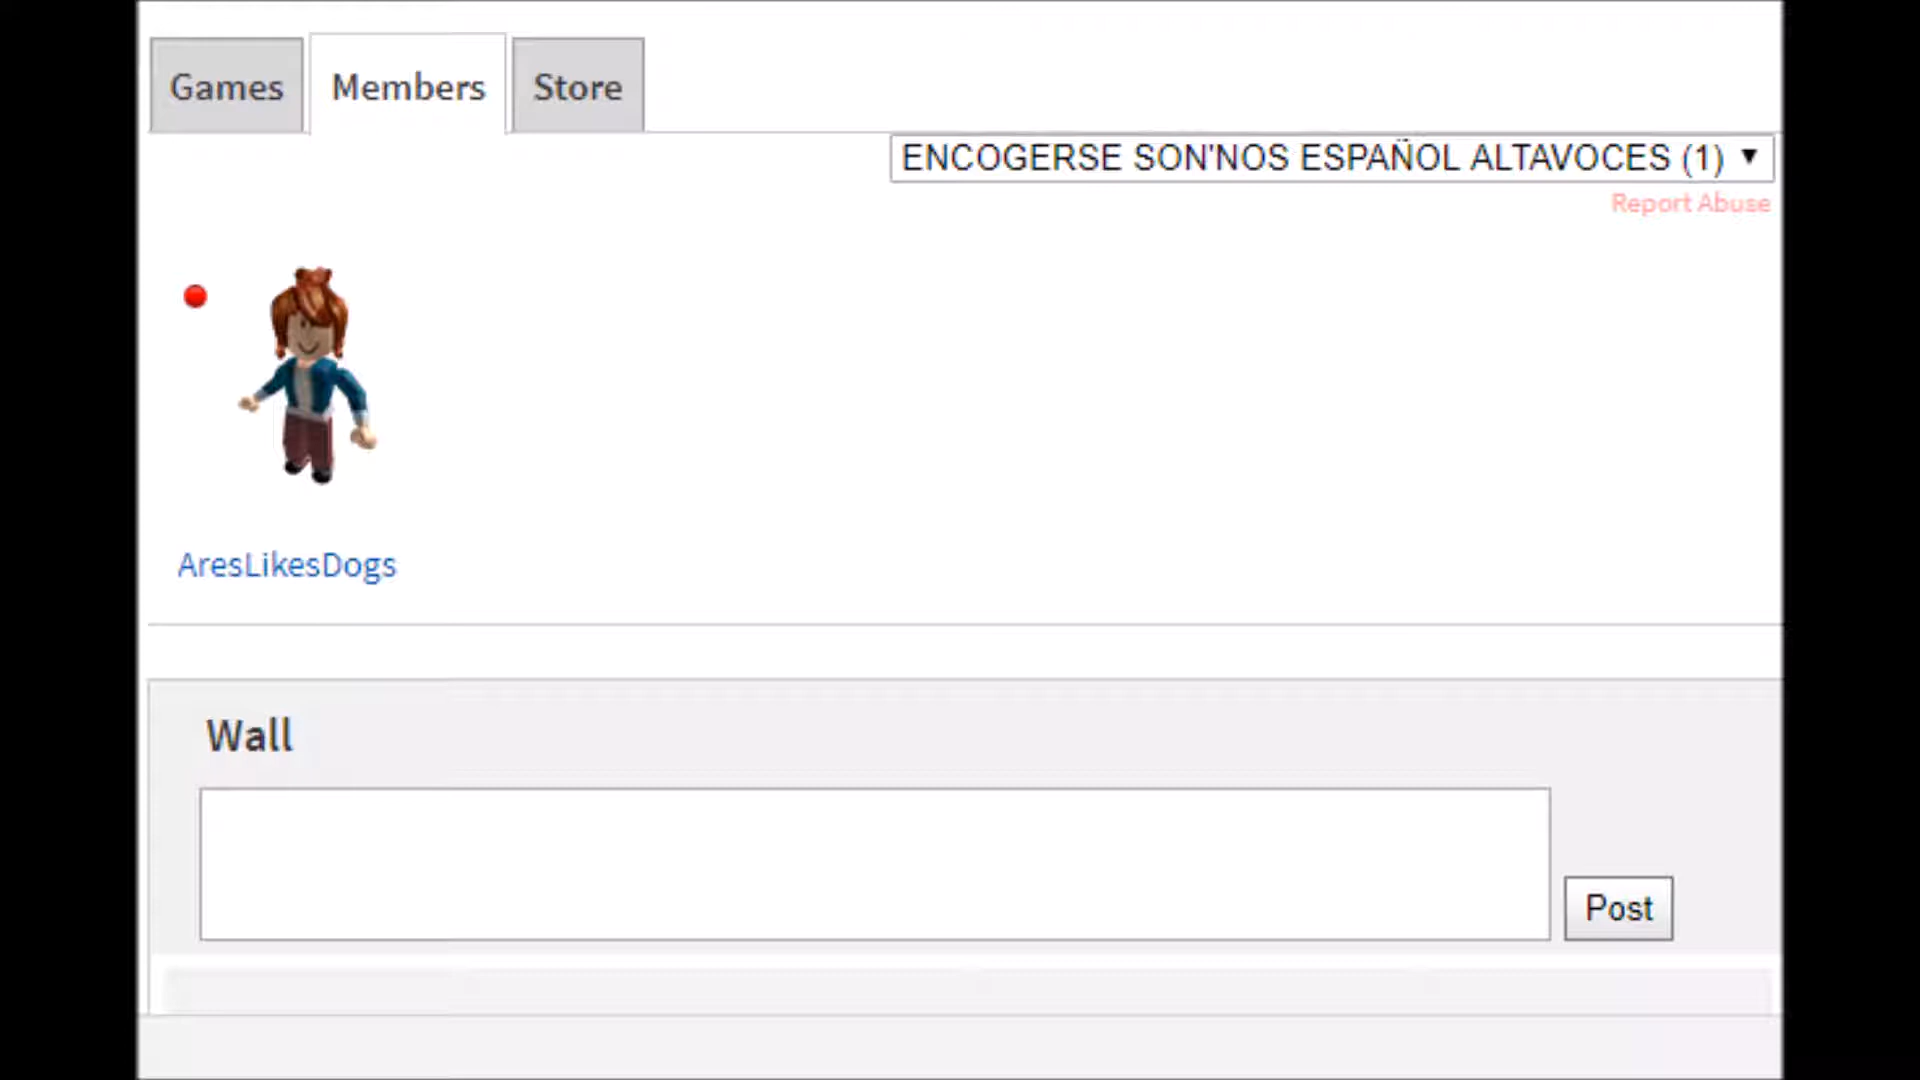 Games
Members
Store
ENCOGERSE SON'NOS ESPAÑOL ALTAVOCES (1)
Report Abuse
AresLikesDogs
Wall
Post